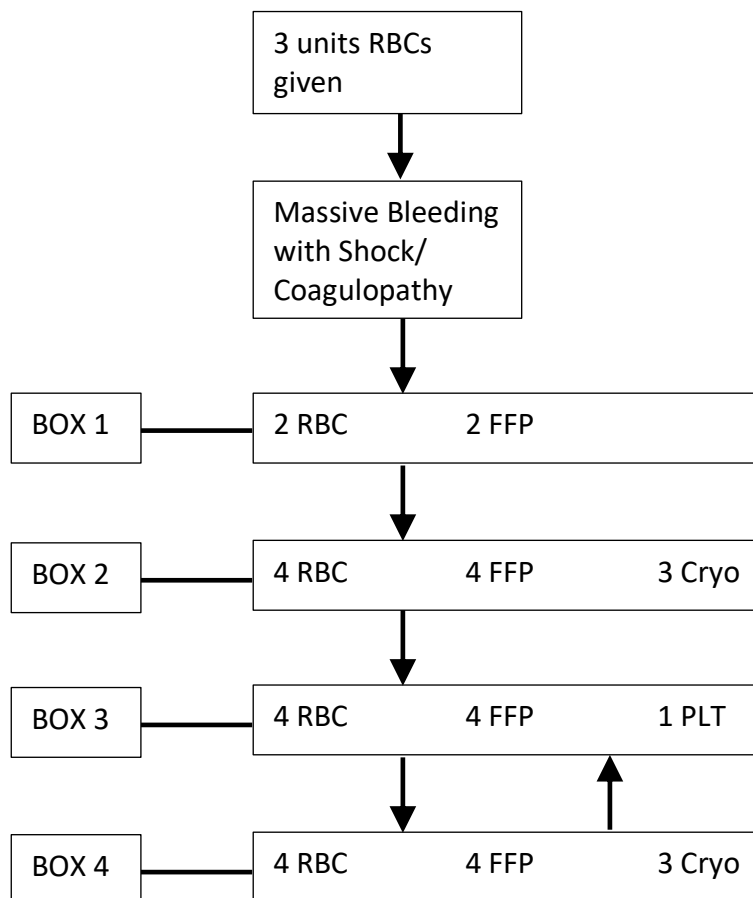 3 units RBCs
given
Massive Bleeding
with Shock/
Coagulopathy
BOX 1 2 RBC 2 FFP
BOX 2 4 RBC 4 FFP 3 Cryo
BOX 3 4 RBC 4 FFP 1 PLT
BOX 4 4 RBC 4 FFP 3 Cryo